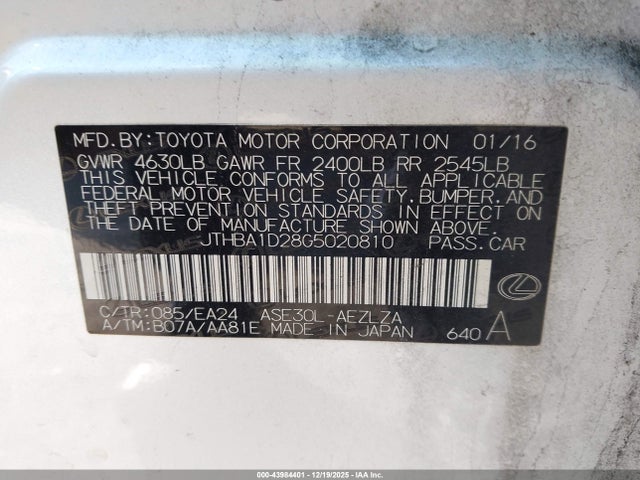 MFD.BY:TOYOTA MOTOR CORPORATION 01/16
GVWR 4630LB GAWR FR 2400LB RR 2545LB
THIS VEHICLE CONFORMS TO ALL APPLICABLE
FEDERAL MOTOR VEHICLE SAFETY,BUMPER,AND
THEFT PREVENTION STANDARDS IN EFFECT ON
THE DATE OF MANUFACTURE SHOWN ABOVE.
JTHBA1D28G5020810 PASS.CAR
C/TR:085/EA24 ASE30L-AEZLZA
A/TM:B07A/AA81E MADE IN JAPAN 640 A
000-43984401 - 12/19/2025 - IAAI.COM